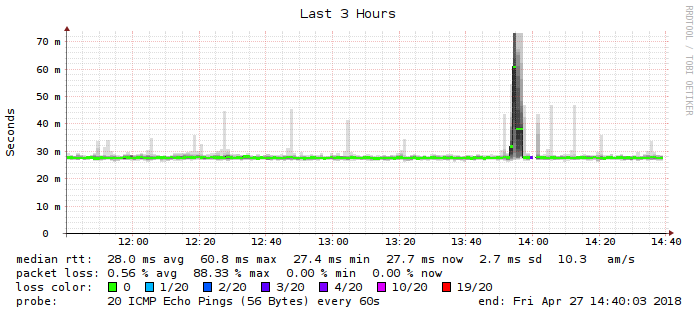 Last 3 Hours
RRDTOOL / TOBI OETIKER
Seconds
70 m
60 m
50 m
40 m
30 m
20 m
10 m
0
12:00 12:20 12:40 13:00 13:20 13:40 14:00 14:20 14:40
median rtt: 28.0 ms avg 60.8 ms max 27.4 ms min 27.7 ms now 2.7 ms sd 10.3 am/s
packet loss: 0.56 % avg 88.33 % max 0.00 % min 0.00 % now
loss color: 0 1/20 2/20 3/20 4/20 10/20 19/20
probe: 20 ICMP Echo Pings (56 Bytes) every 60s end: Fri Apr 27 14:40:03 2018